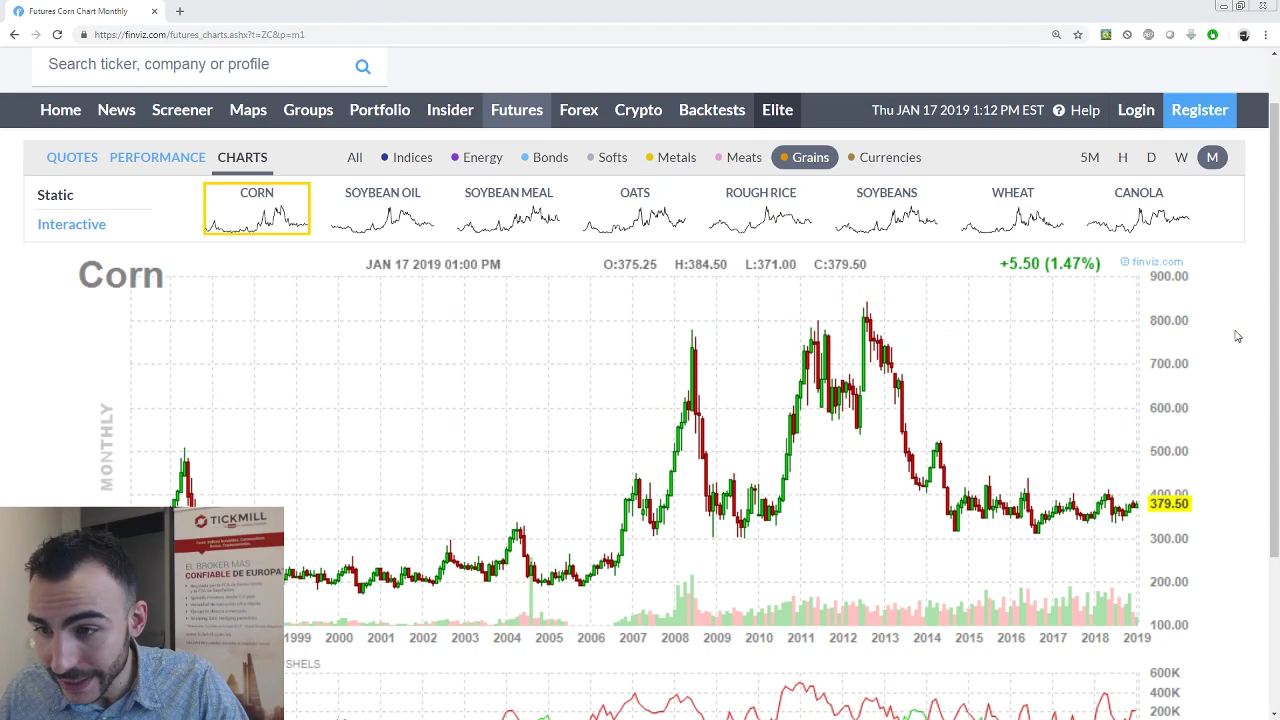 Futures Corn Chart Monthly
https://finviz.com/futures_charts.ashx?t=ZC&p=m1
Search ticker, company or profile
Home News Screener Maps Groups Portfolio Insider Futures Forex Crypto Backtests Elite Thu JAN 17 2019 1:12 PM EST Help Login Register
QUOTES PERFORMANCE CHARTS All Indices Energy Bonds Softs Metals Meats Grains Currencies 5M H D W M
Static
Interactive
CORN SOYBEAN OIL SOYBEAN MEAL OATS ROUGH RICE SOYBEANS WHEAT CANOLA
Corn JAN 17 2019 01:00 PM O:375.25 H:384.50 L:371.00 C:379.50 +5.50 (1.47%) finviz.com
900.00
800.00
700.00
600.00
500.00
400.00
379.50
300.00
200.00
100.00
MONTHLY
1999 2000 2001 2002 2003 2004 2005 2006 2007 2008 2009 2010 2011 2012 2013 2014 2015 2016 2017 2018 2019
SHELS
600K
400K
200K
TICKMILL
EL BROKER MÁS
CONFIABLE DE EUROPA